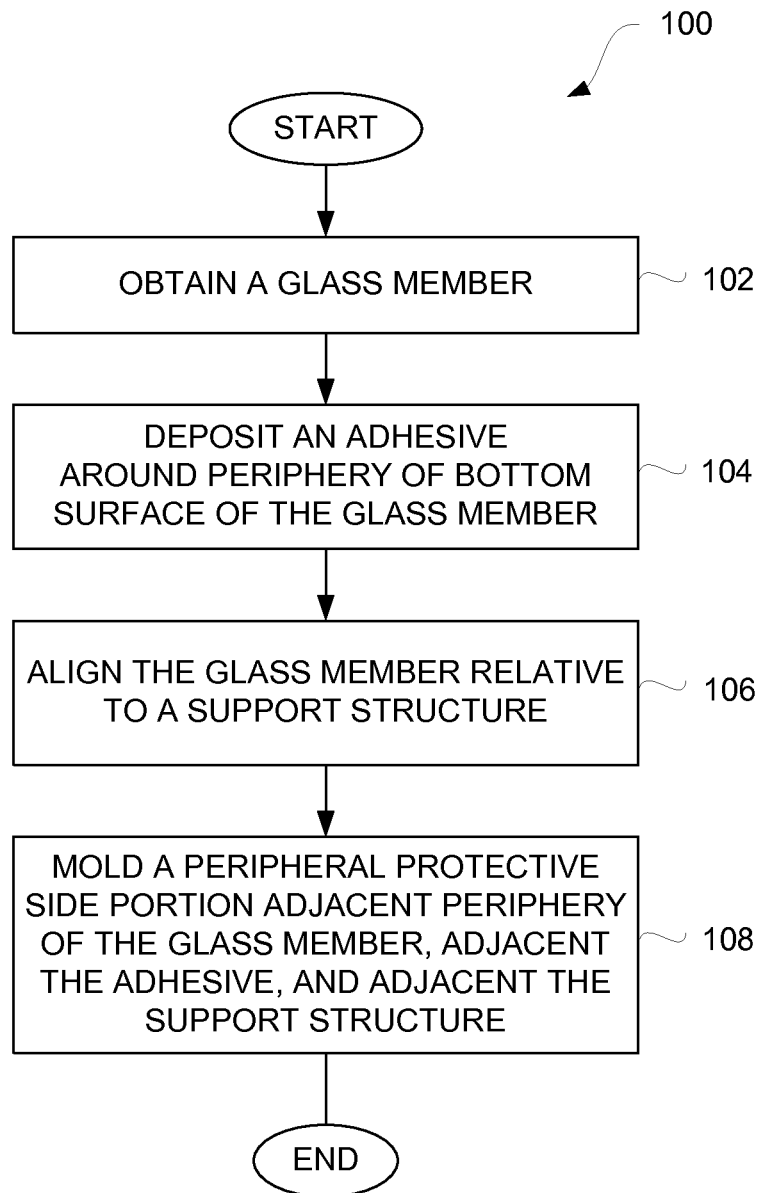 100
START
OBTAIN A GLASS MEMBER
102
DEPOSIT AN ADHESIVE
AROUND PERIPHERY OF BOTTOM
SURFACE OF THE GLASS MEMBER
104
ALIGN THE GLASS MEMBER RELATIVE
TO A SUPPORT STRUCTURE
106
MOLD A PERIPHERAL PROTECTIVE
SIDE PORTION ADJACENT PERIPHERY
OF THE GLASS MEMBER, ADJACENT
THE ADHESIVE, AND ADJACENT THE
SUPPORT STRUCTURE
108
END